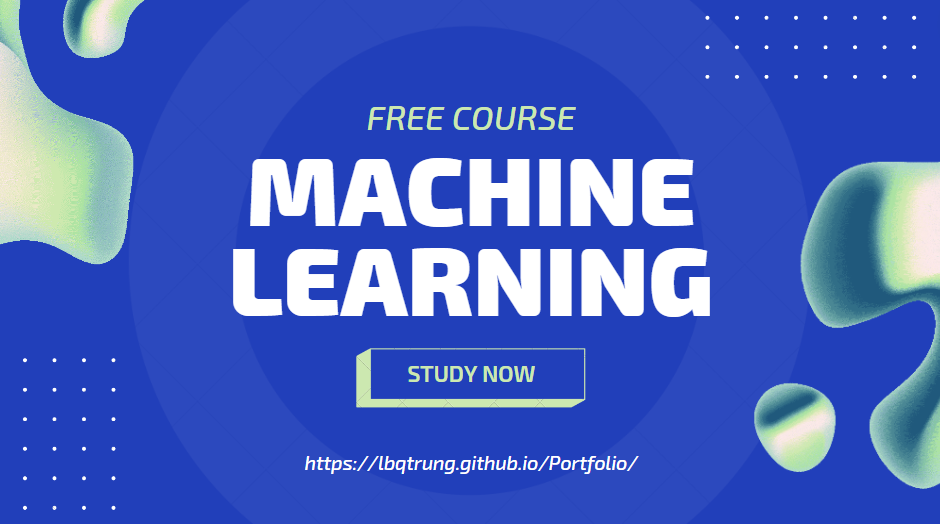 FREE COURSE
MACHINE
LEARNING
STUDY NOW
https://lbqtrung.github.io/Portfolio/